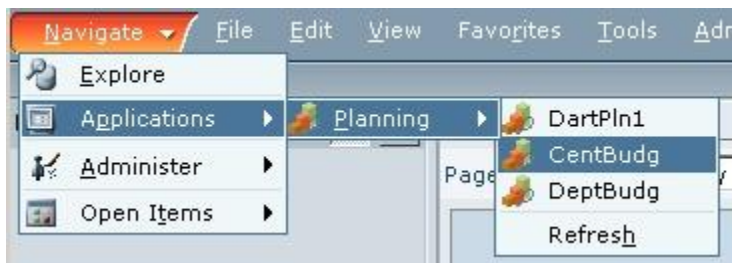 Navigate File Edit View Favorites Tools
Explore
Applications Planning DartPln1
CentBudg
Administer Page
DeptBudg
Open Items Refresh